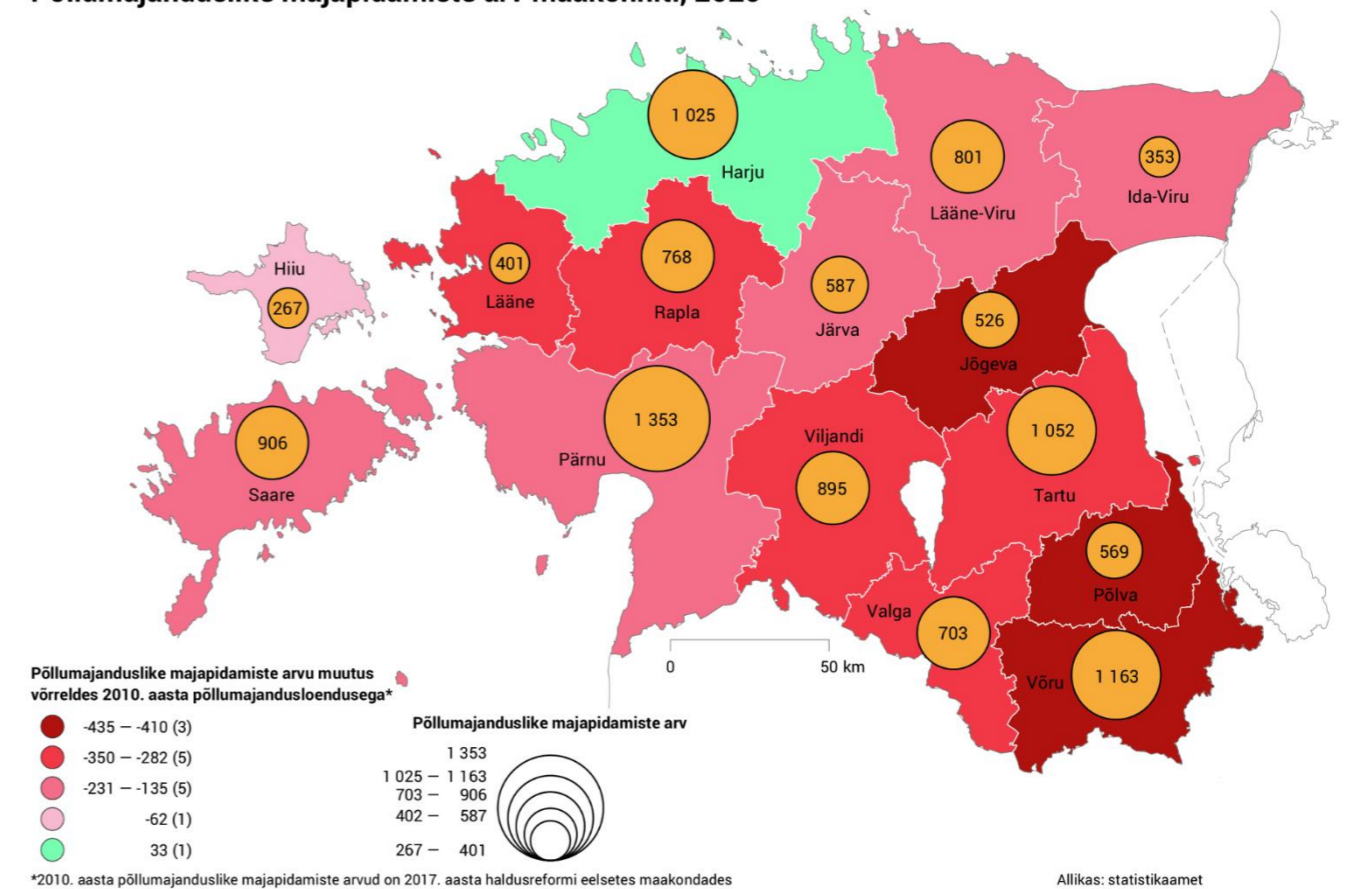 1 025
Harju
801
Lääne-Viru
353
Ida-Viru
Hiiu
267
401
Lääne
768
Rapla
587
Järva
526
Jõgeva
906
Saare
1 353
Pärnu
Viljandi
895
1 052
Tartu
569
Põlva
Valga
703
Võru
1 163
0 50 km
Põllumajanduslike majapidamiste arvu muutus
võrreldes 2010. aasta põllumajandusloendusega*
-435 — -410 (3)
-350 — -282 (5)
-231 — -135 (5)
-62 (1)
33 (1)
Põllumajanduslike majapidamiste arv
1 353
1 025 — 1 163
703 — 906
402 — 587
267 — 401
*2010. aasta põllumajanduslike majapidamiste arvud on 2017. aasta haldusreformi eelsetes maakondades
Allikas: statistikaamet